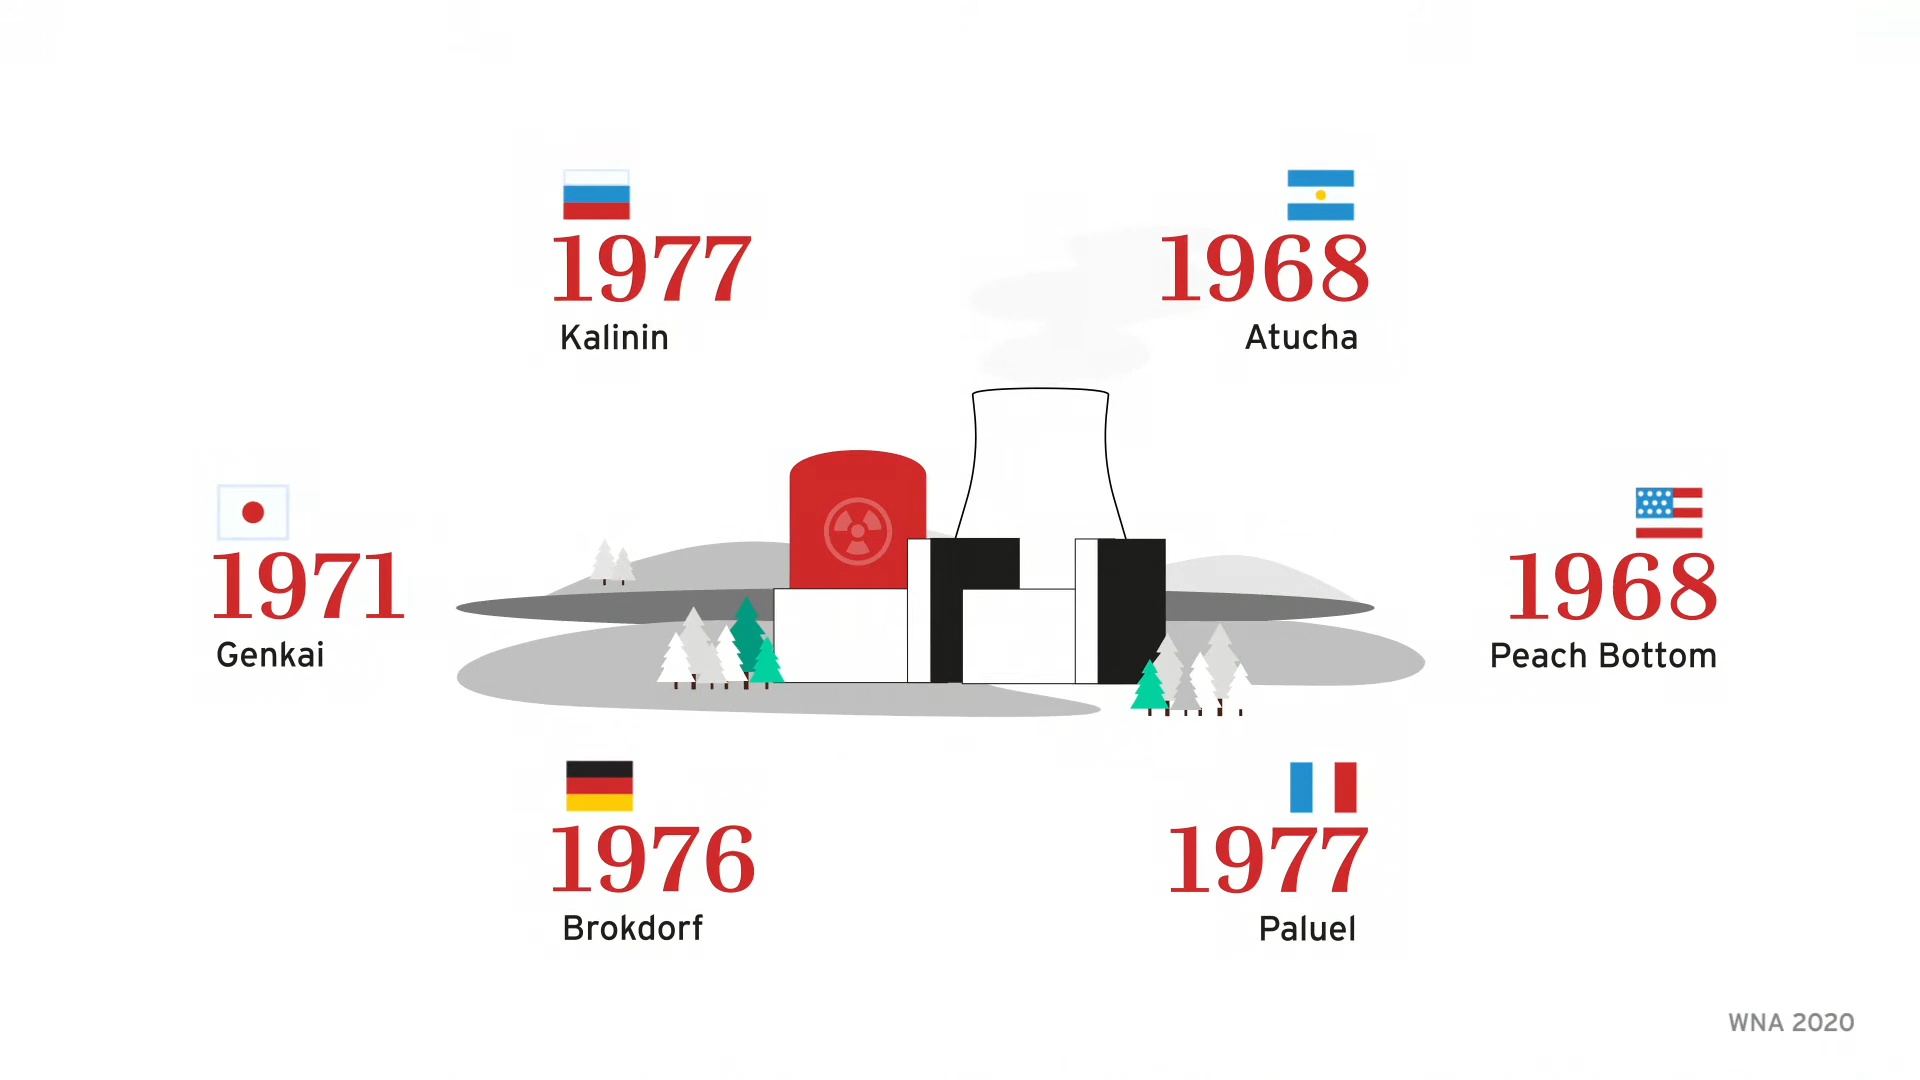 1977
Kalinin
1968
Atucha
1971
Genkai
1968
Peach Bottom
1976
Brokdorf
1977
Paluel
WNA 2020